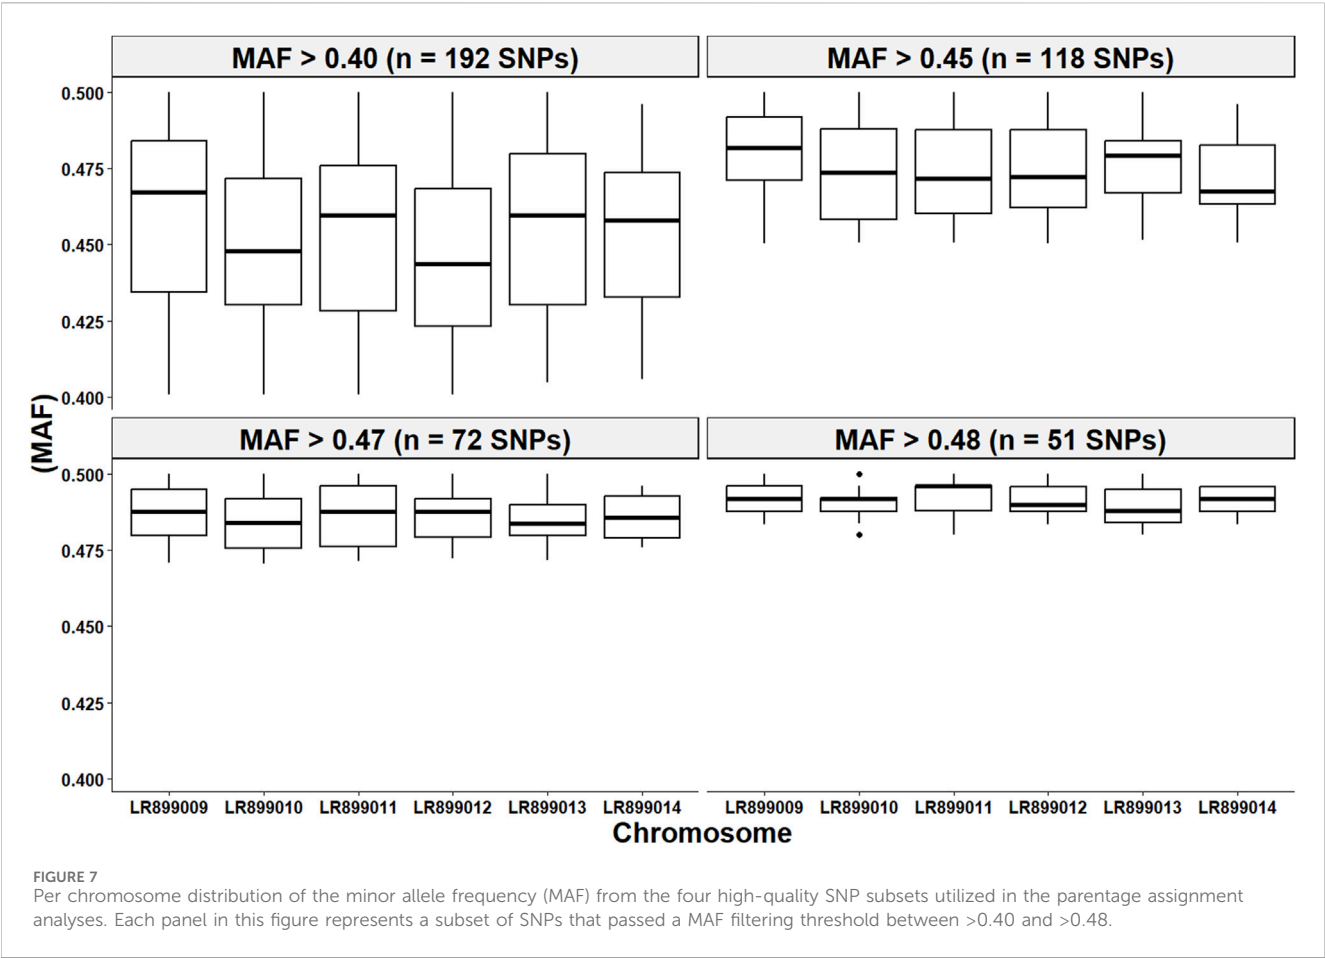 MAF > 0.40 (n = 192 SNPs)
MAF > 0.45 (n = 118 SNPs)
0.500
0.475
0.450
0.425
0.400
(MAF)
MAF > 0.47 (n = 72 SNPs)
MAF > 0.48 (n = 51 SNPs)
0.500
0.475
0.450
0.425
0.400
LR899009 LR899010 LR899011 LR899012 LR899013 LR899014
LR899009 LR899010 LR899011 LR899012 LR899013 LR899014
Chromosome
FIGURE 7
Per chromosome distribution of the minor allele frequency (MAF) from the four high-quality SNP subsets utilized in the parentage assignment
analyses. Each panel in this figure represents a subset of SNPs that passed a MAF filtering threshold between >0.40 and >0.48.